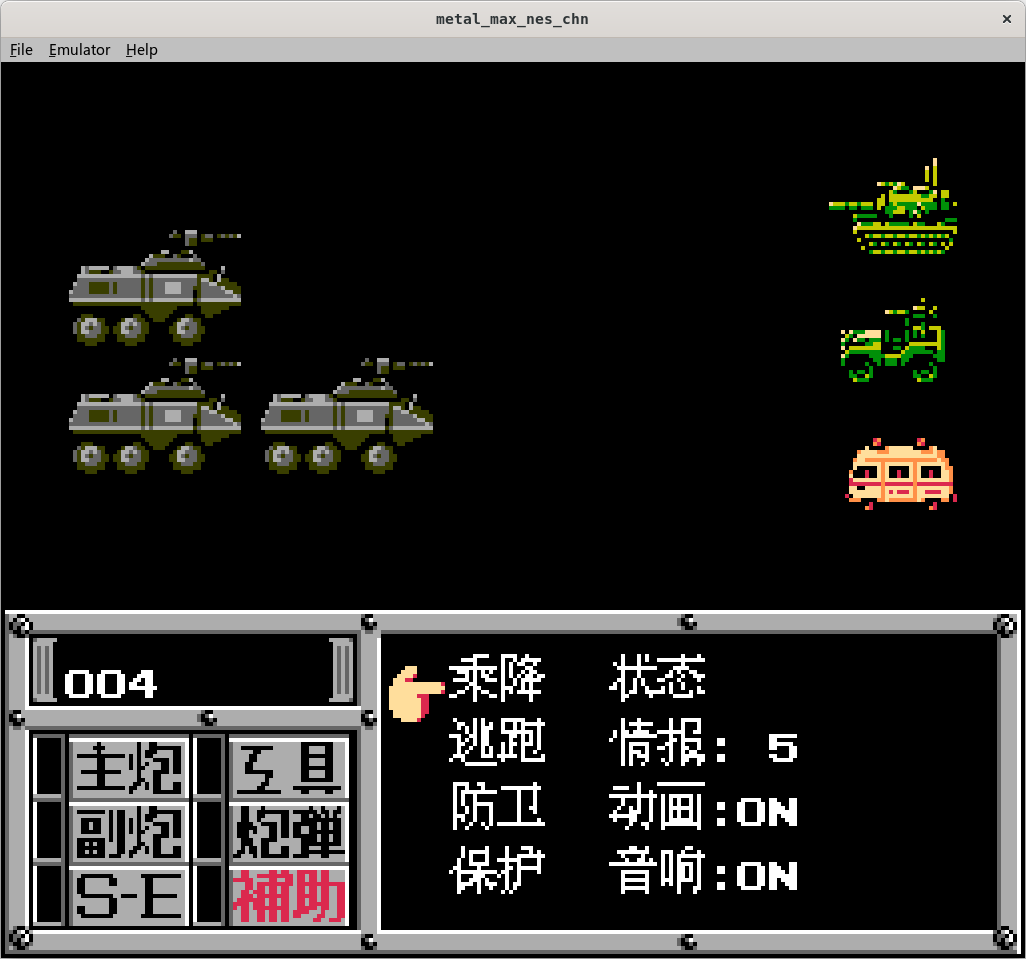 metal_max_nes_chn
File Emulator Help
004
主炮 工具
副炮 炮弹
S-E 補助
乘降 状态
逃跑 情报: 5
防卫 动画:ON
保护 音响:ON